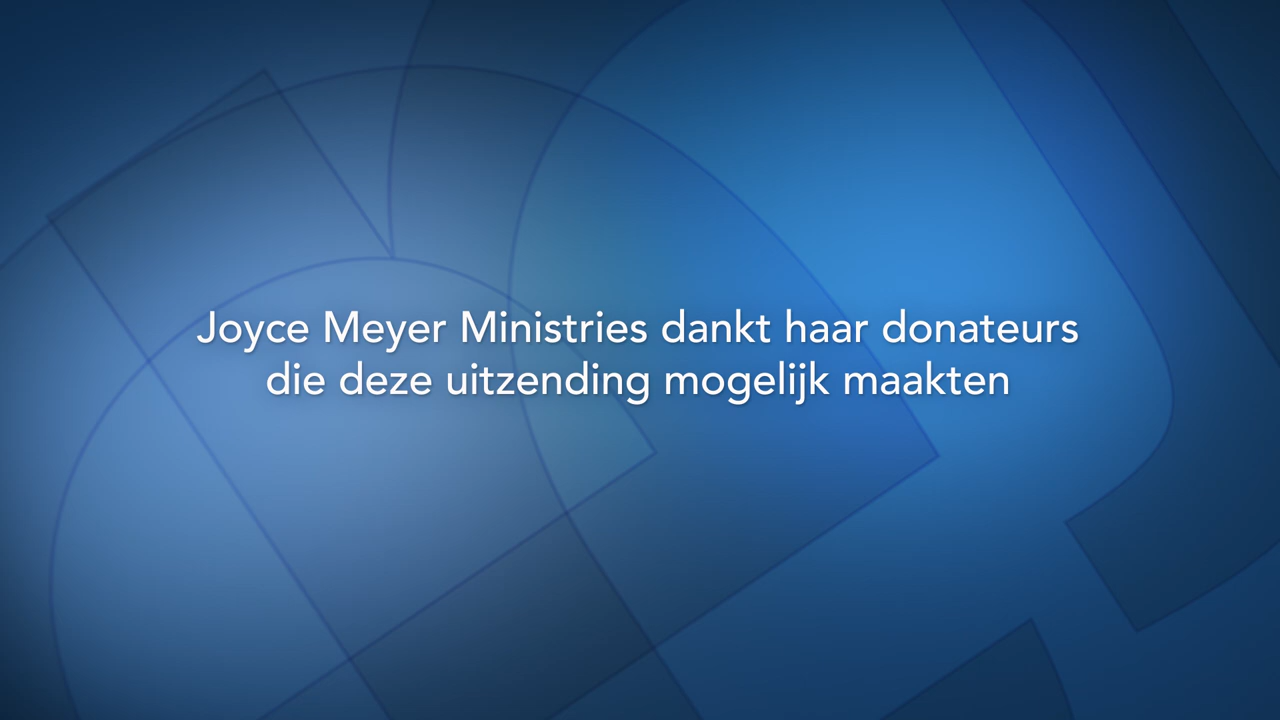 Joyce Meyer Ministries dankt haar donateurs
die deze uitzending mogelijk maakten